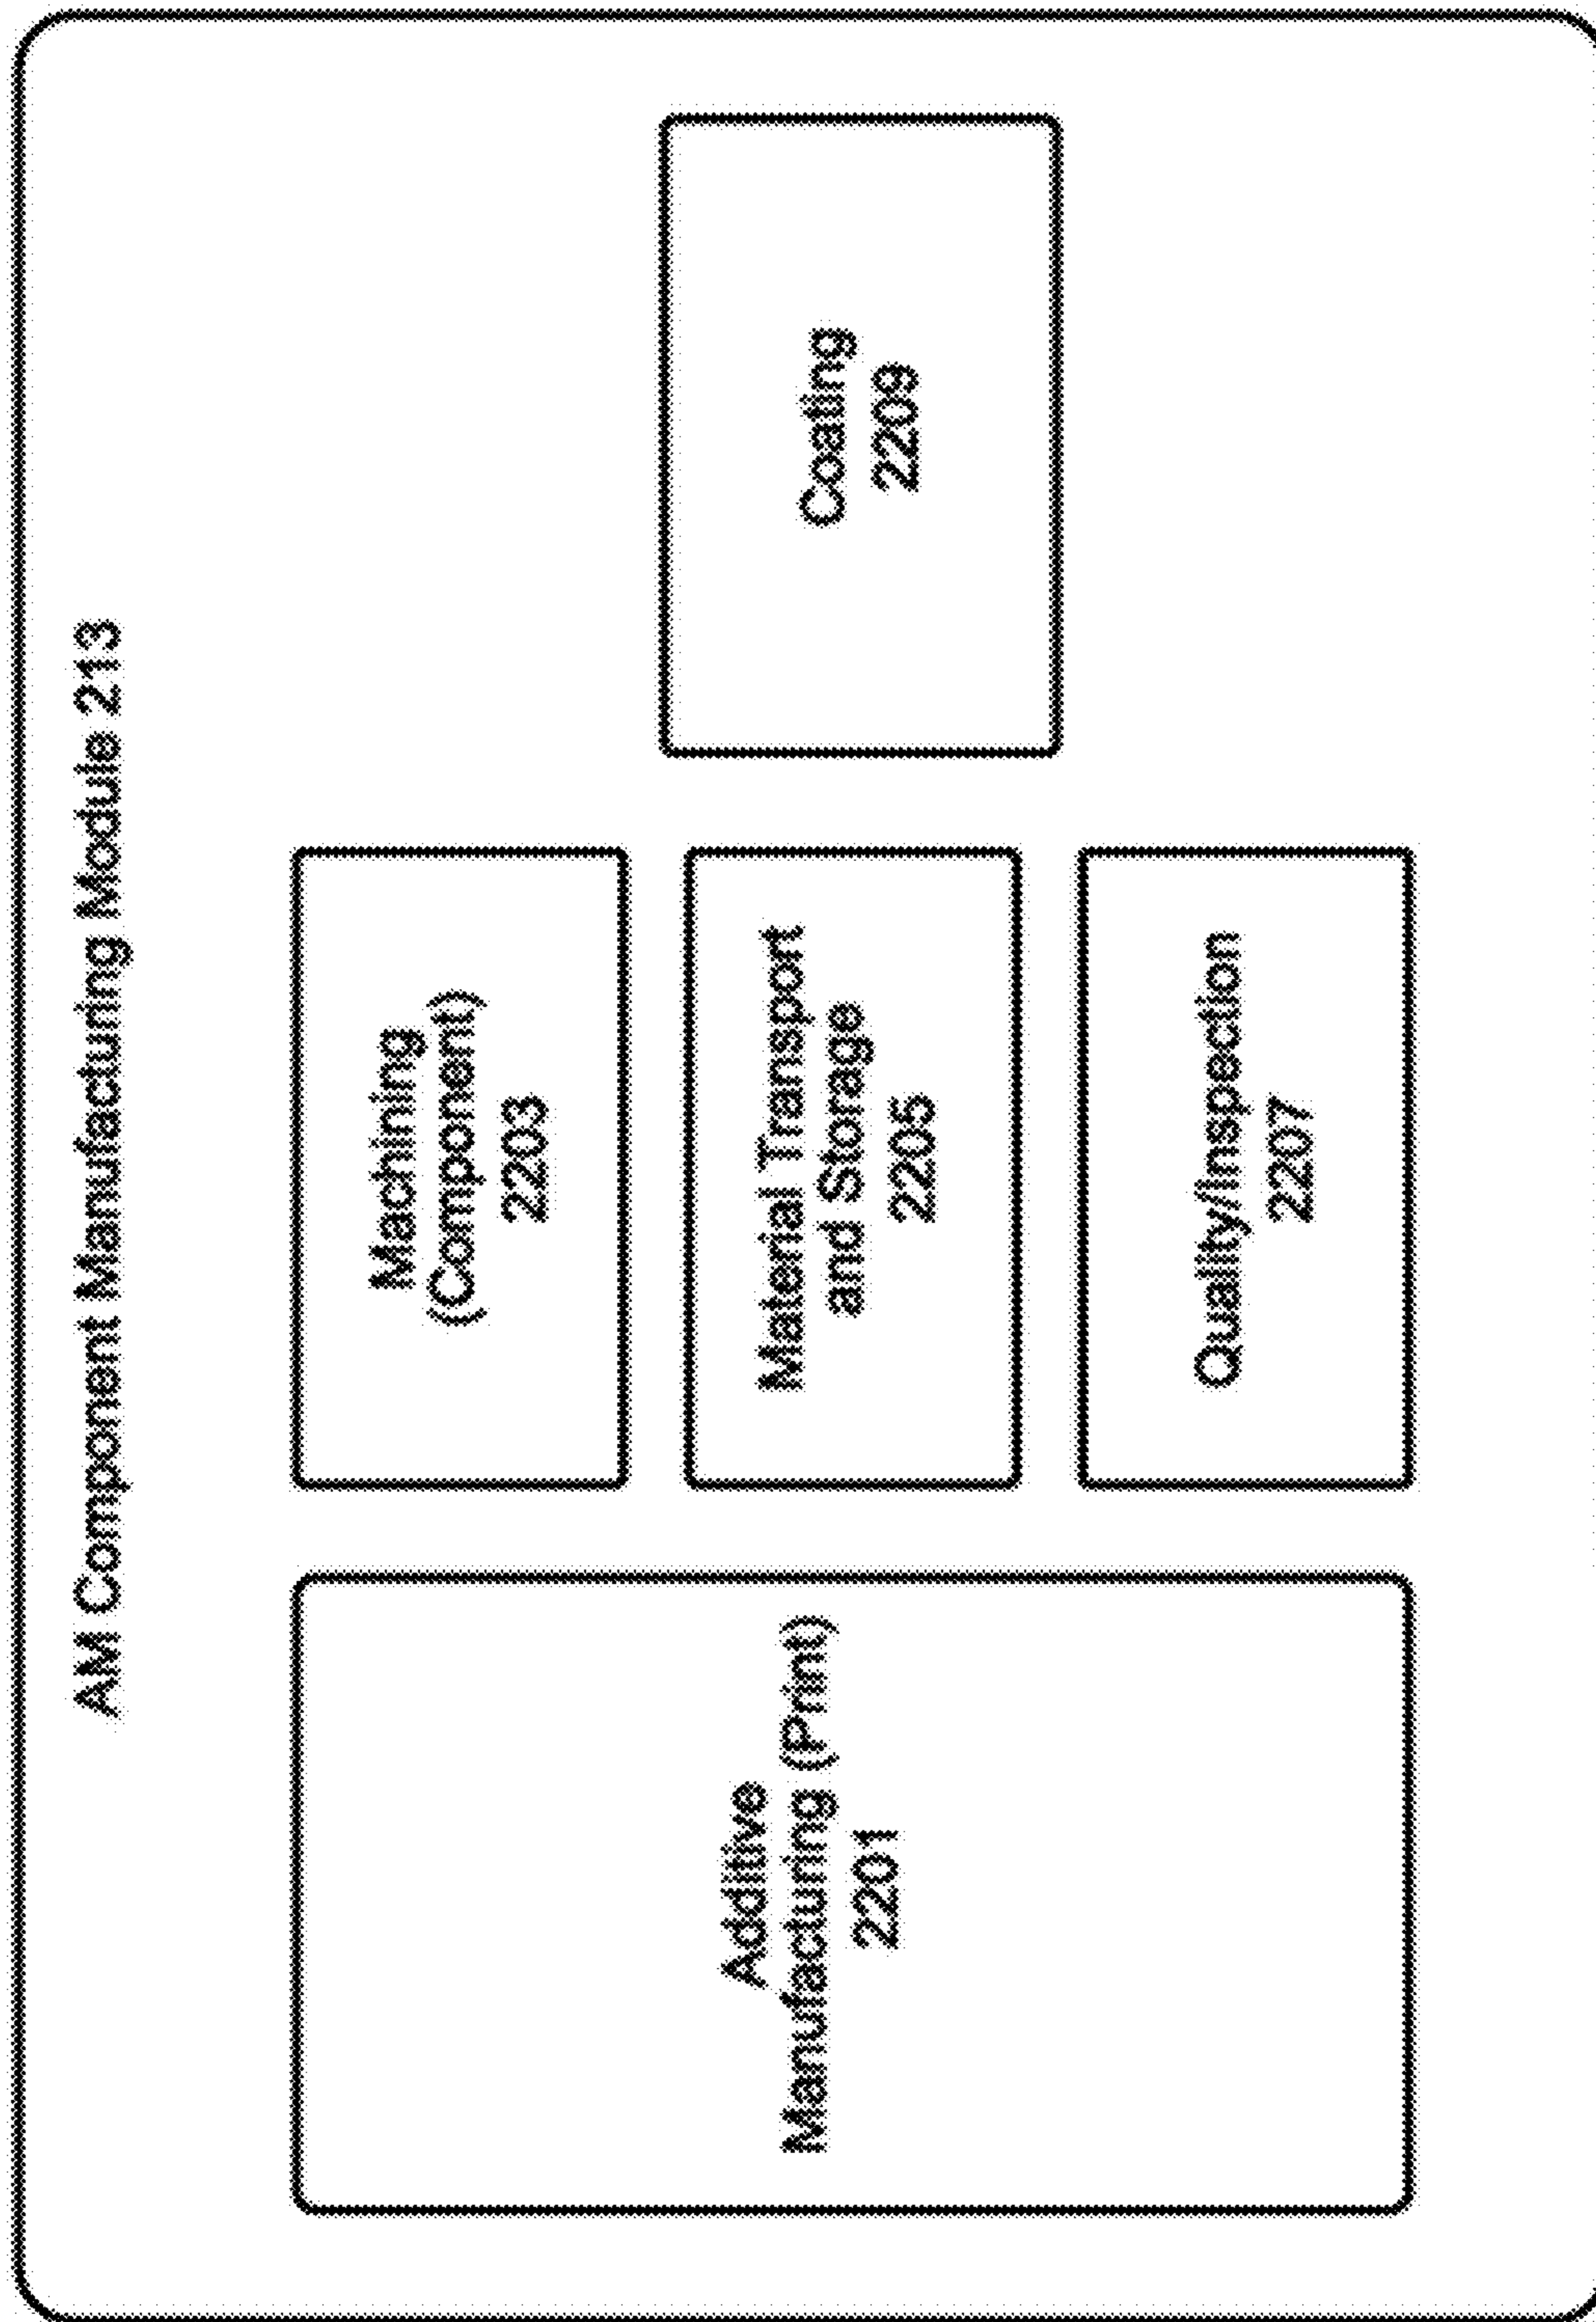 AM Component Manufacturing Module 213
Additive
Manufacturing (Print)
2201
Machining
(Component)
2203
Material Transport
and Storage
2205
Quality/Inspection
2207
Coating
2209